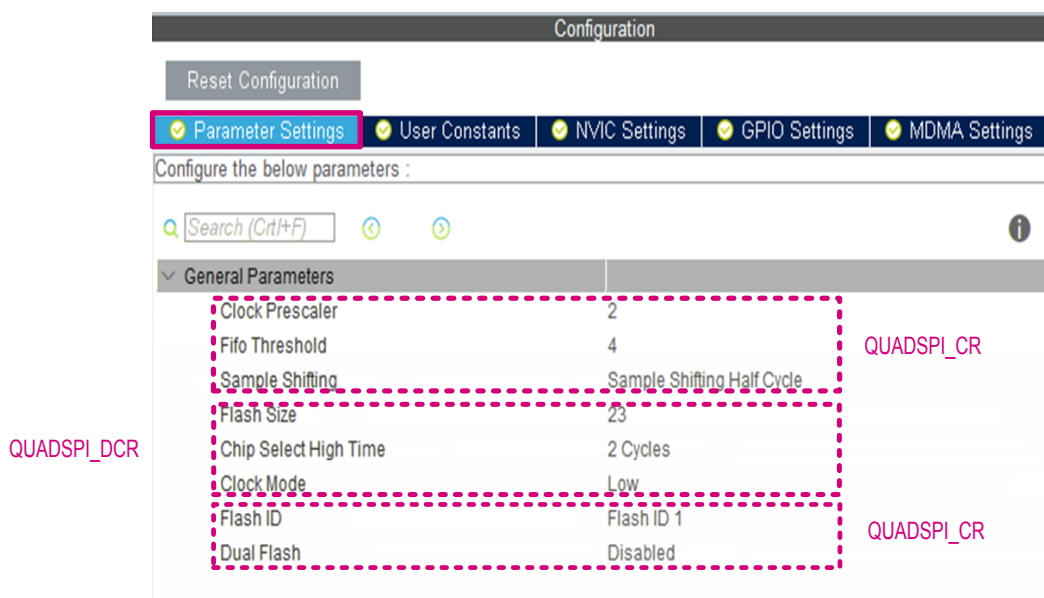 Configuration
Reset Configuration
Parameter Settings User Constants NVIC Settings GPIO Settings MDMA Settings
Configure the below parameters :
Search (Crtl+F)
General Parameters
Clock Prescaler 2
Fifo Threshold 4 QUADSPI_CR
Sample Shifting Sample Shifting Half Cycle
Flash Size 23
QUADSPI_DCR Chip Select High Time 2 Cycles
Clock Mode Low
Flash ID Flash ID 1 QUADSPI_CR
Dual Flash Disabled